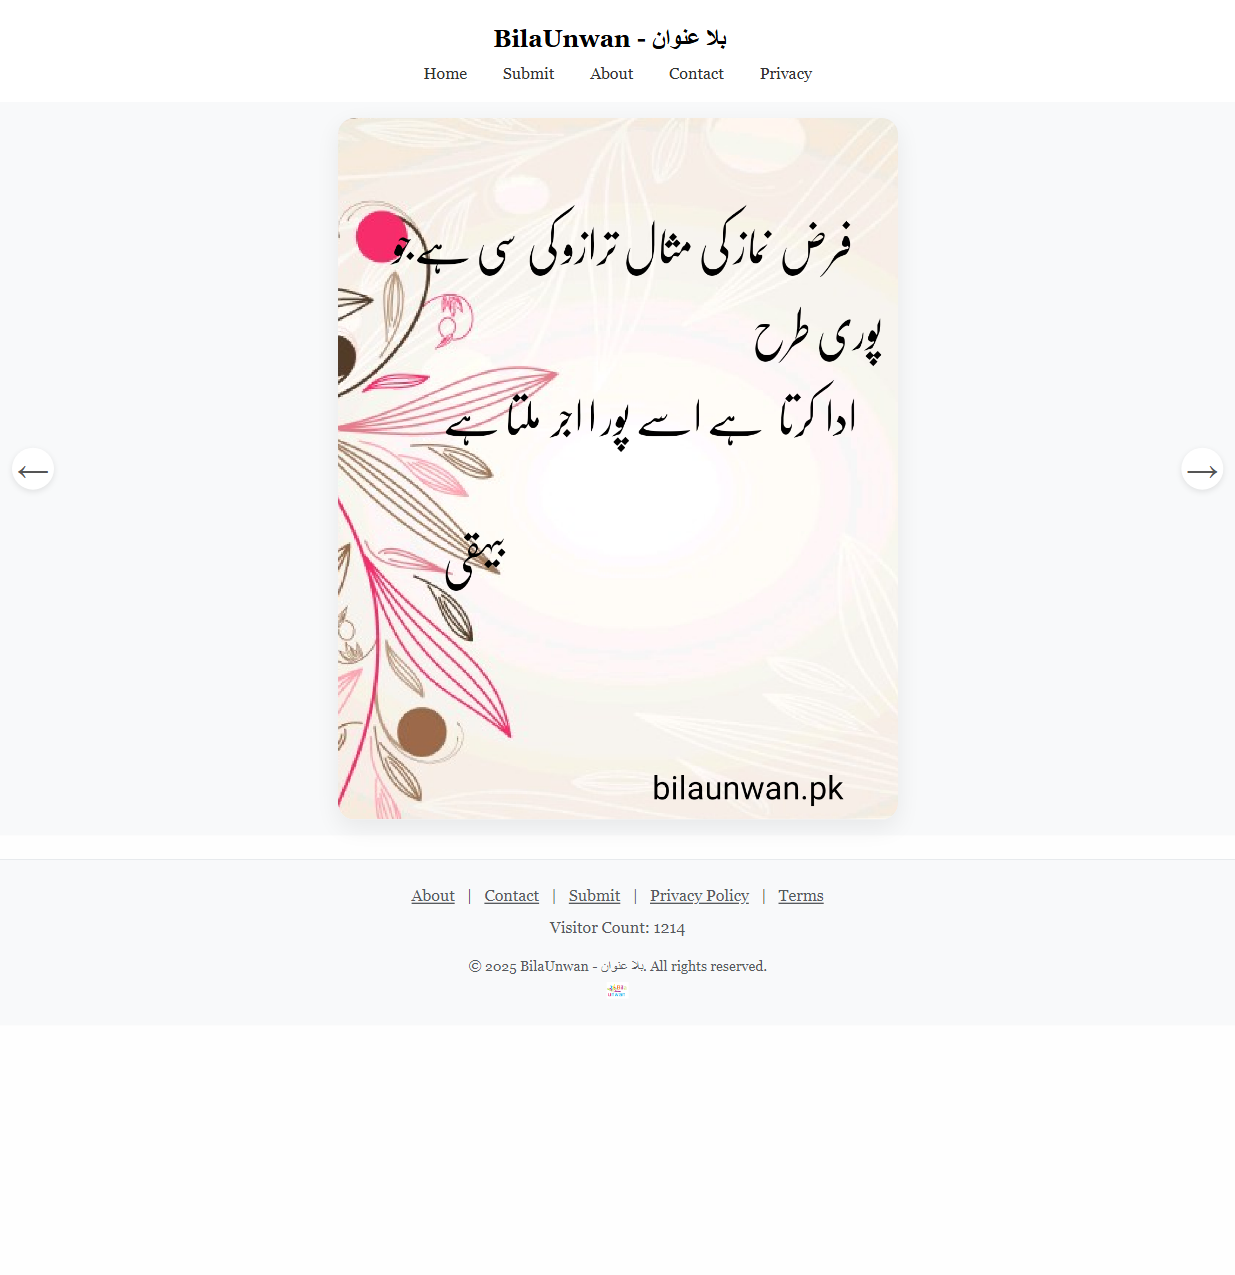 BilaUnwan - بلا عنوان
Home Submit About Contact Privacy
فرض نماز کی مثال ترازو کی سی ہے جو
پوری طرح
ادا کرتا ہے اسے پورا اجر ملتا ہے
←
→
بیہقی
bilaunwan.pk
About | Contact | Submit | Privacy Policy | Terms
Visitor Count: 1214
© 2025 BilaUnwan - بلا عنوان. All rights reserved.